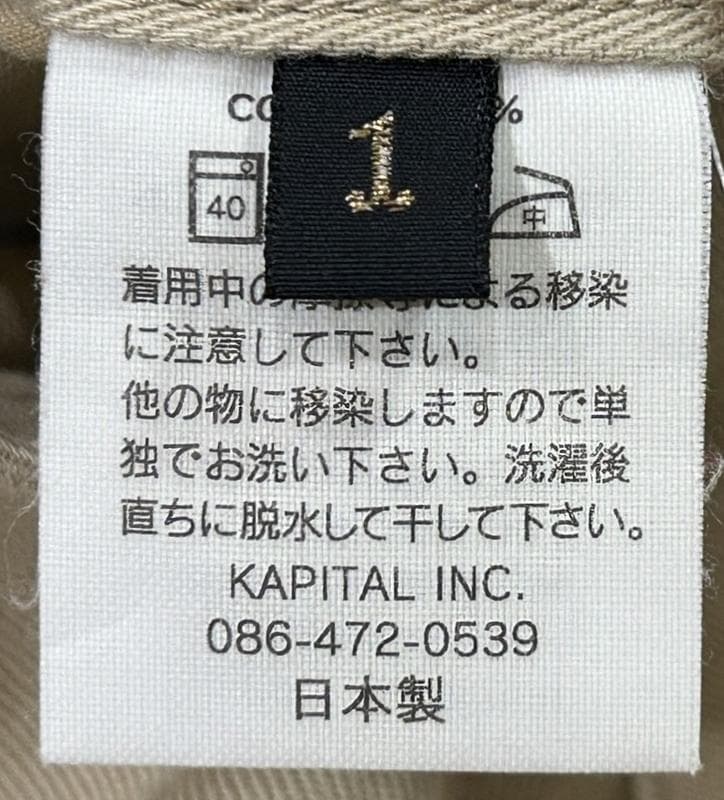 1
40
中
着用中の摩擦等による移染
に注意して下さい。
他の物に移染しますので単
独でお洗い下さい。洗濯後
直ちに脱水して干して下さい。
KAPITAL INC.
086-472-0539
日本製